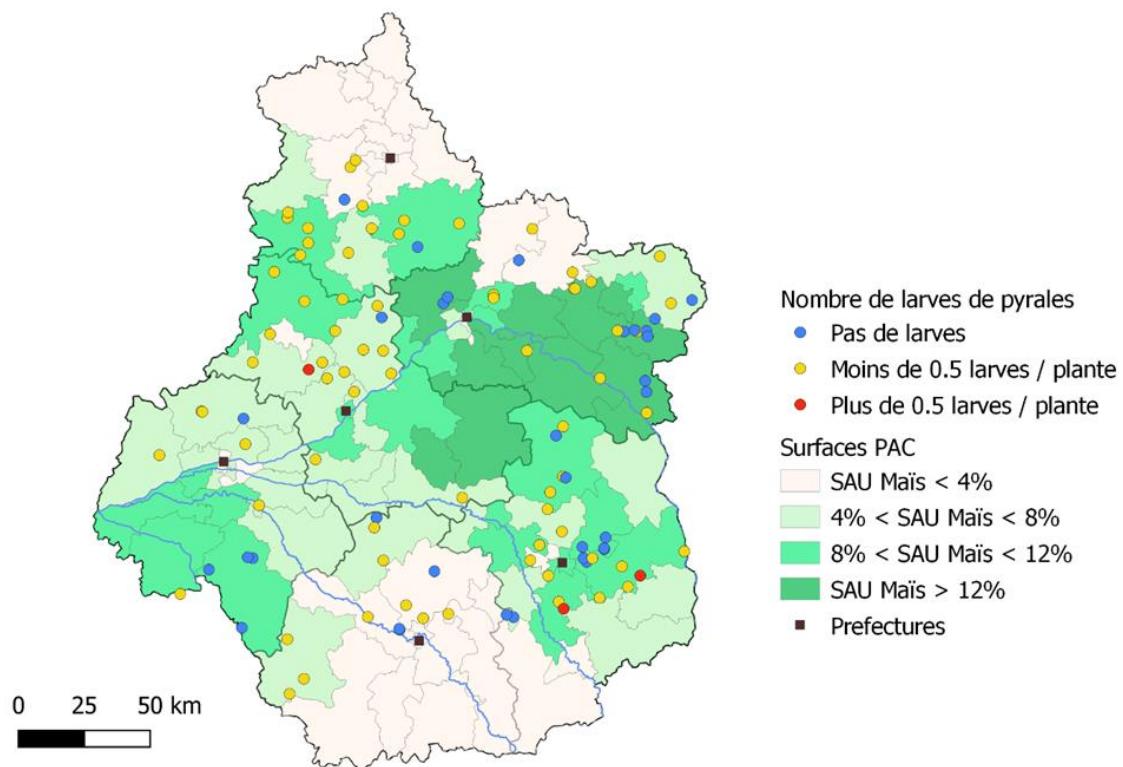 Nombre de larves de pyrales
Pas de larves
Moins de 0.5 larves / plante
Plus de 0.5 larves / plante
Surfaces PAC
SAU Maïs < 4%
4% < SAU Maïs < 8%
8% < SAU Maïs < 12%
SAU Maïs > 12%
Prefectures
0 25 50 km